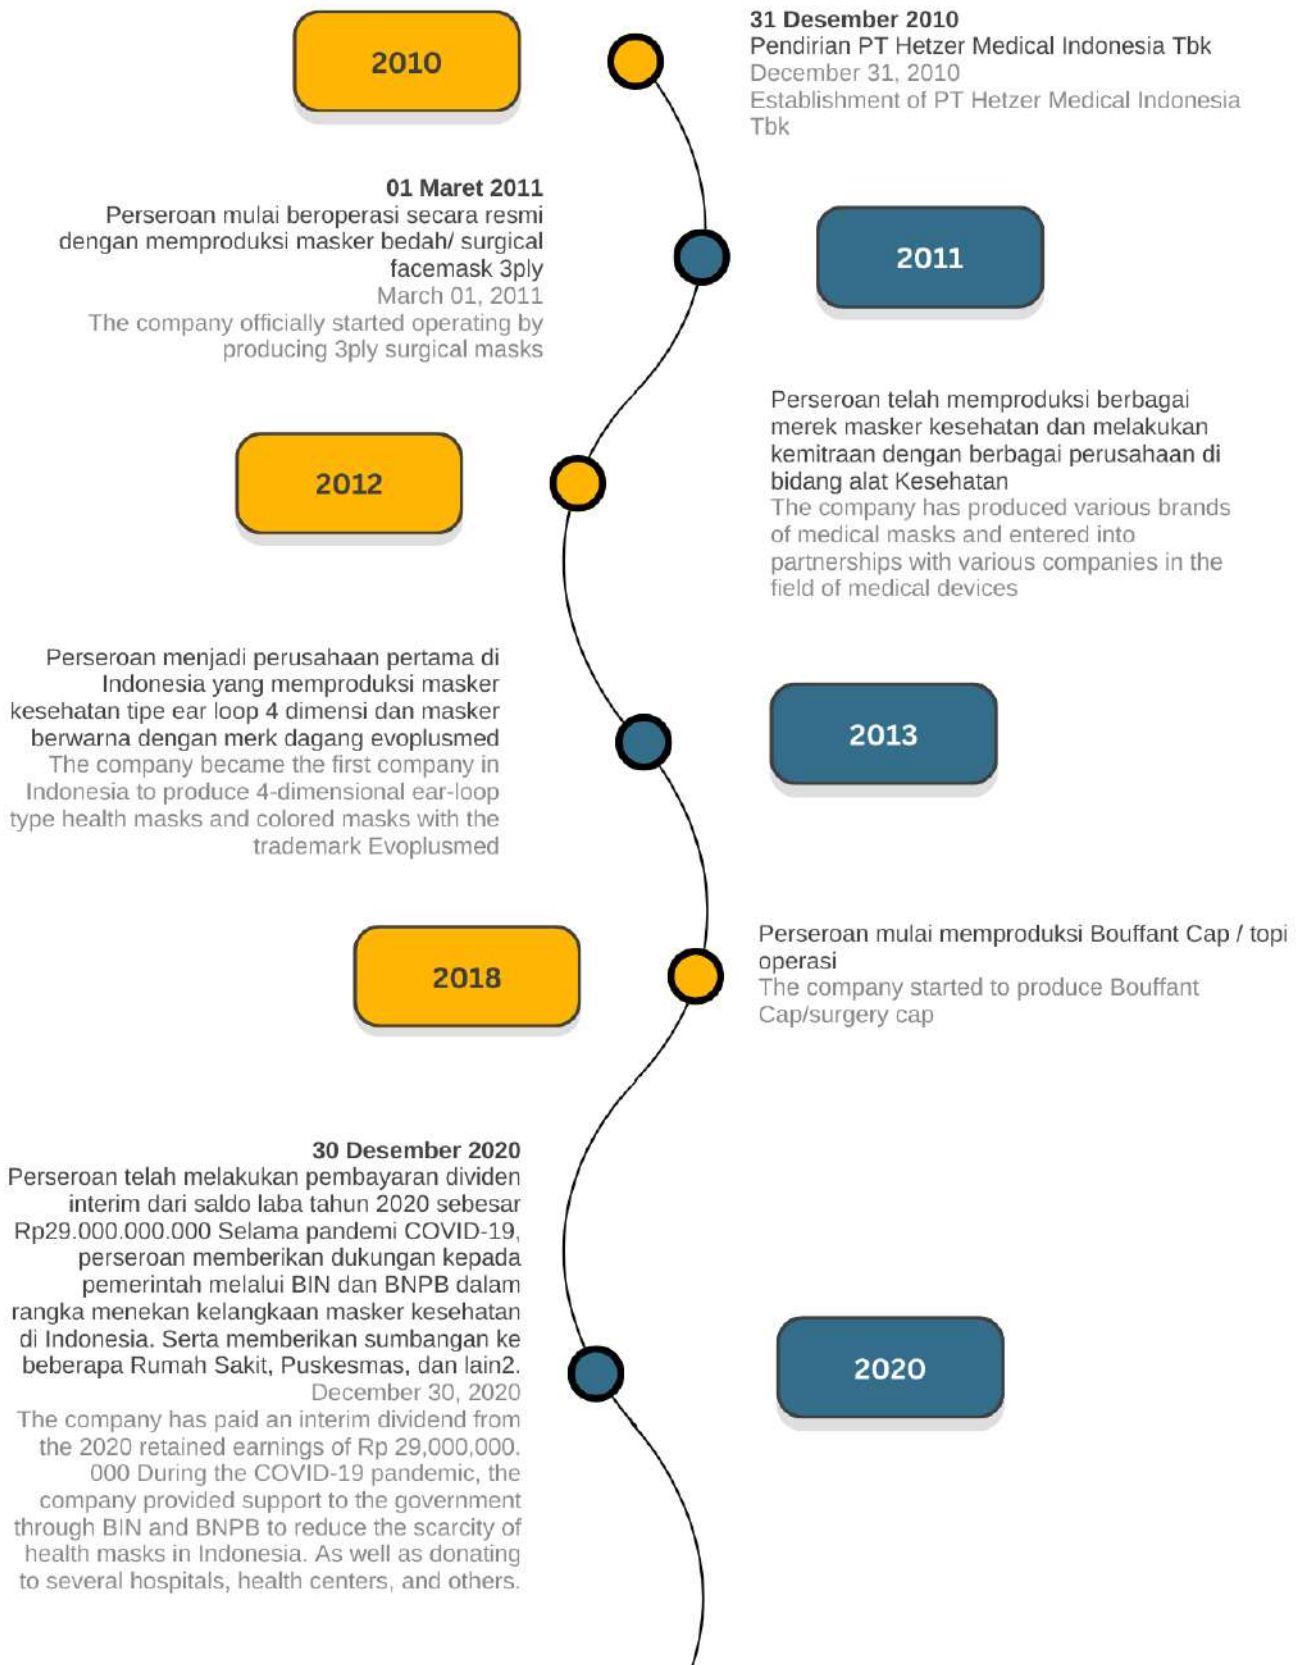 2010
31 Desember 2010
Pendirian PT Hetzer Medical Indonesia Tbk
December 31, 2010
Establishment of PT Hetzer Medical Indonesia
Tbk
01 Maret 2011
Perseroan mulai beroperasi secara resmi
dengan memproduksi masker bedah/ surgical
facemask 3ply
March 01, 2011
The company officially started operating by
producing 3ply surgical masks
2011
2012
Perseroan telah memproduksi berbagai
merek masker kesehatan dan melakukan
kemitraan dengan berbagai perusahaan di
bidang alat Kesehatan
The company has produced various brands
of medical masks and entered into
partnerships with various companies in the
field of medical devices
Perseroan menjadi perusahaan pertama di
Indonesia yang memproduksi masker
kesehatan tipe ear loop 4 dimensi dan masker
berwarna dengan merk dagang evoplusmed
The company became the first company in
Indonesia to produce 4-dimensional ear-loop
type health masks and colored masks with the
trademark Evoplusmed
2013
2018
Perseroan mulai memproduksi Bouffant Cap / topi
operasi
The company started to produce Bouffant
Cap/surgery cap
30 Desember 2020
Perseroan telah melakukan pembayaran dividen
interim dari saldo laba tahun 2020 sebesar
Rp29.000.000.000 Selama pandemi COVID-19,
perseroan memberikan dukungan kepada
pemerintah melalui BIN dan BNPB dalam
rangka menekan kelangkaan masker kesehatan
di Indonesia. Serta memberikan sumbangan ke
beberapa Rumah Sakit, Puskesmas, dan lain2.
December 30, 2020
The company has paid an interim dividend from
the 2020 retained earnings of Rp 29,000,000.
000 During the COVID-19 pandemic, the
company provided support to the government
through BIN and BNPB to reduce the scarcity of
health masks in Indonesia. As well as donating
to several hospitals, health centers, and others.
2020